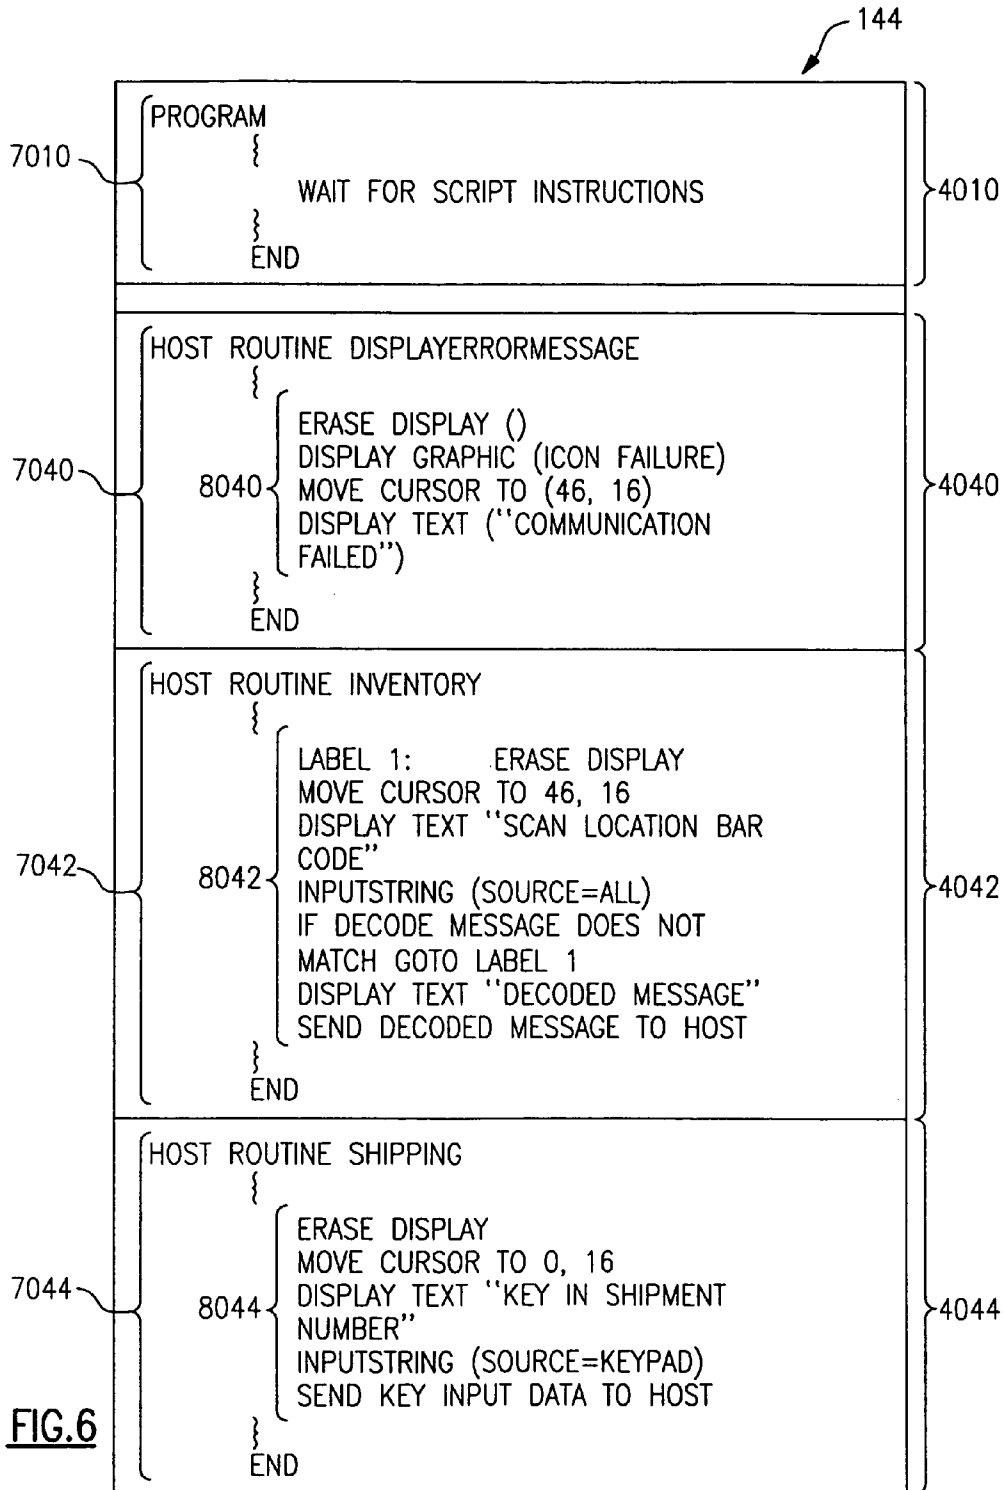 144
PROGRAM
7010
WAIT FOR SCRIPT INSTRUCTIONS
4010
END
HOST ROUTINE DISPLAYERRORMESSAGE
ERASE DISPLAY ()
DISPLAY GRAPHIC (ICON FAILURE)
7040
8040
4040
MOVE CURSOR TO (46, 16)
DISPLAY TEXT ("COMMUNICATION
FAILED")
END
HOST ROUTINE INVENTORY
LABEL 1: ERASE DISPLAY
MOVE CURSOR TO 46, 16
DISPLAY TEXT "SCAN LOCATION BAR
CODE"
7042
8042
4042
INPUTSTRING (SOURCE=ALL)
IF DECODE MESSAGE DOES NOT
MATCH GOTO LABEL 1
DISPLAY TEXT "DECODED MESSAGE"
SEND DECODED MESSAGE TO HOST
END
HOST ROUTINE SHIPPING
ERASE DISPLAY
MOVE CURSOR TO 0, 16
7044
8044
4044
DISPLAY TEXT "KEY IN SHIPMENT
NUMBER"
INPUTSTRING (SOURCE=KEYPAD)
SEND KEY INPUT DATA TO HOST
END
FIG.6